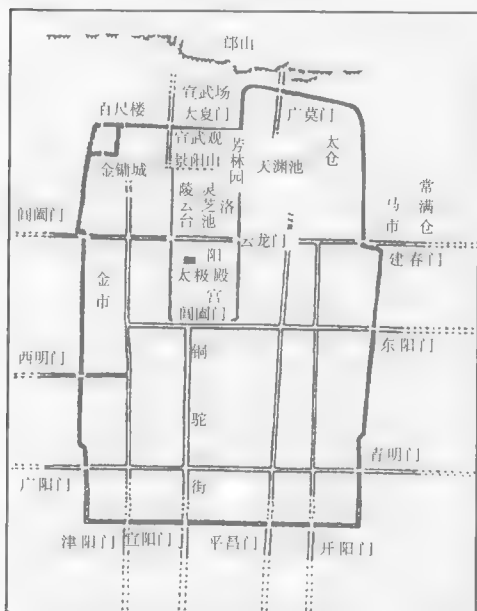 邙山
宣武场
百尺楼
大夏门
广莫门
宣武观
景阳山
芳林园
太仓
金镛城
天渊池
陵云台
灵芝池
洛阳宫
马市
常满仓
阊阖门
云龙门
建春门
金市
太极殿
阊阖门
铜驼街
东阳门
西明门
青明门
广阳门
津阳门
宣阳门
平昌门
开阳门